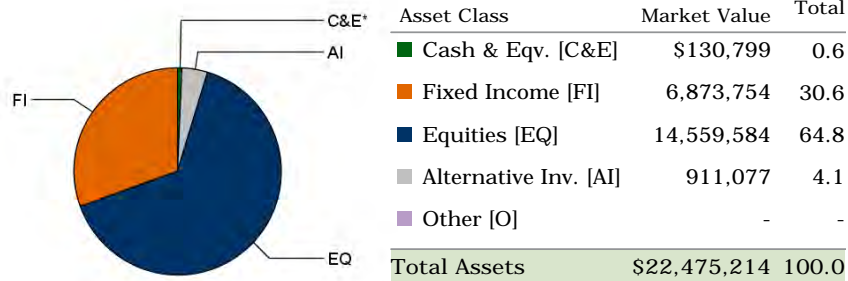 C&E*
AI
FI
EQ
Asset Class Market Value Total
Cash & Eqv. [C&E] $130,799 0.6
Fixed Income [FI] 6,873,754 30.6
Equities [EQ] 14,559,584 64.8
Alternative Inv. [AI] 911,077 4.1
Other [O] - -
Total Assets $22,475,214 100.0